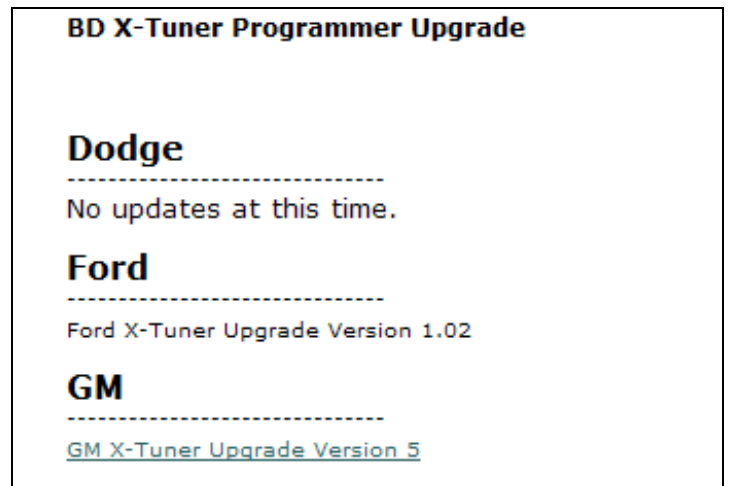 BD X-Tuner Programmer Upgrade
Dodge
-------------------------------
No updates at this time.
Ford
-------------------------------
Ford X-Tuner Upgrade Version 1.02
GM
-------------------------------
GM X-Tuner Upgrade Version 5